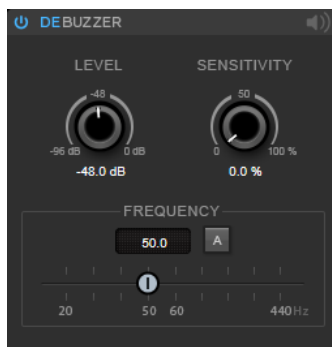 DEBUZZER
LEVEL SENSITIVITY
-48 50
-96 dB 0 dB 0 100 %
-48.0 dB 0.0 %
FREQUENCY
50.0 A
20 50 60 440 Hz